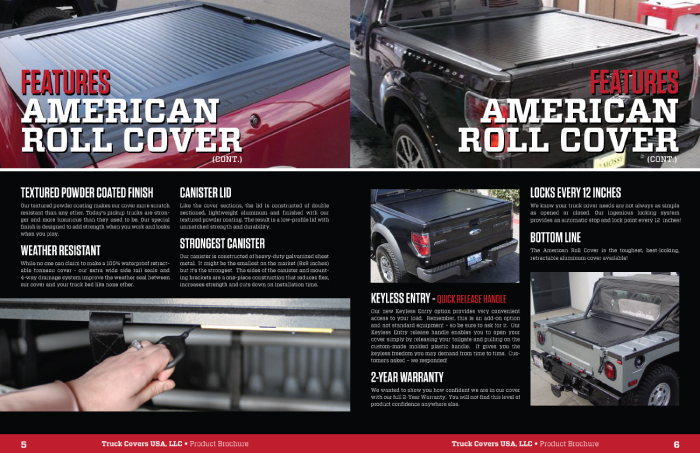 FEATURES
AMERICAN
ROLL COVER
(CONT.)
TEXTURED POWDER COATED FINISH
Our textured powder coating makes our cover more scratch
resistant than any other. Today's pickup trucks are stron-
ger and more luxurious than they used to be. Our special
finish is designed to add strength when you work and looks
when you play.
WEATHER RESISTANT
While no one can claim to make a 100% waterproof retract-
able tonneau cover - our extra wide side rail seals and
4-way drainage system improve the weather seal between
our cover and your truck bed like none other.
CANISTER LID
Like the cover sections, the lid is constructed of double
sectioned, lightweight aluminum and finished with our
textured powder coating. The result is a low-profile lid with
unmatched strength and durability.
STRONGEST CANISTER
Our canister is constructed of heavy-duty galvanized sheet
metal. It might be the smallest on the market (8x9 inches)
but it's the strongest. The sides of the canister and mount-
ing brackets are a one-piece construction that reduces flex,
increases strength and cuts down on installation time.
5
Truck Covers USA, LLC • Product Brochure
FEATURES
AMERICAN
ROLL COVER
(CONT.)
KEYLESS ENTRY - QUICK RELEASE HANDLE
Our new Keyless Entry option provides very convenient
access to your load. Remember, this is an add-on option
and not standard equipment - so be sure to ask for it. Our
Keyless Entry release handle enables you to open your
cover simply by releasing your tailgate and pulling on the
custom-made molded plastic handle. It gives you the
keyless freedom you may demand from time to time. Cus-
tomers asked - we responded!
2-YEAR WARRANTY
We wanted to show you how confident we are in our cover
with our full 2-Year Warranty. You will not find this level of
product confidence anywhere else.
LOCKS EVERY 12 INCHES
We know your truck cover needs are not always as simple
as opened or closed. Our ingenious locking system
provides an automatic stop and lock point every 12 inches!
BOTTOM LINE
The American Roll Cover is the toughest, best-looking,
retractable aluminum cover available!
Truck Covers USA, LLC • Product Brochure
6